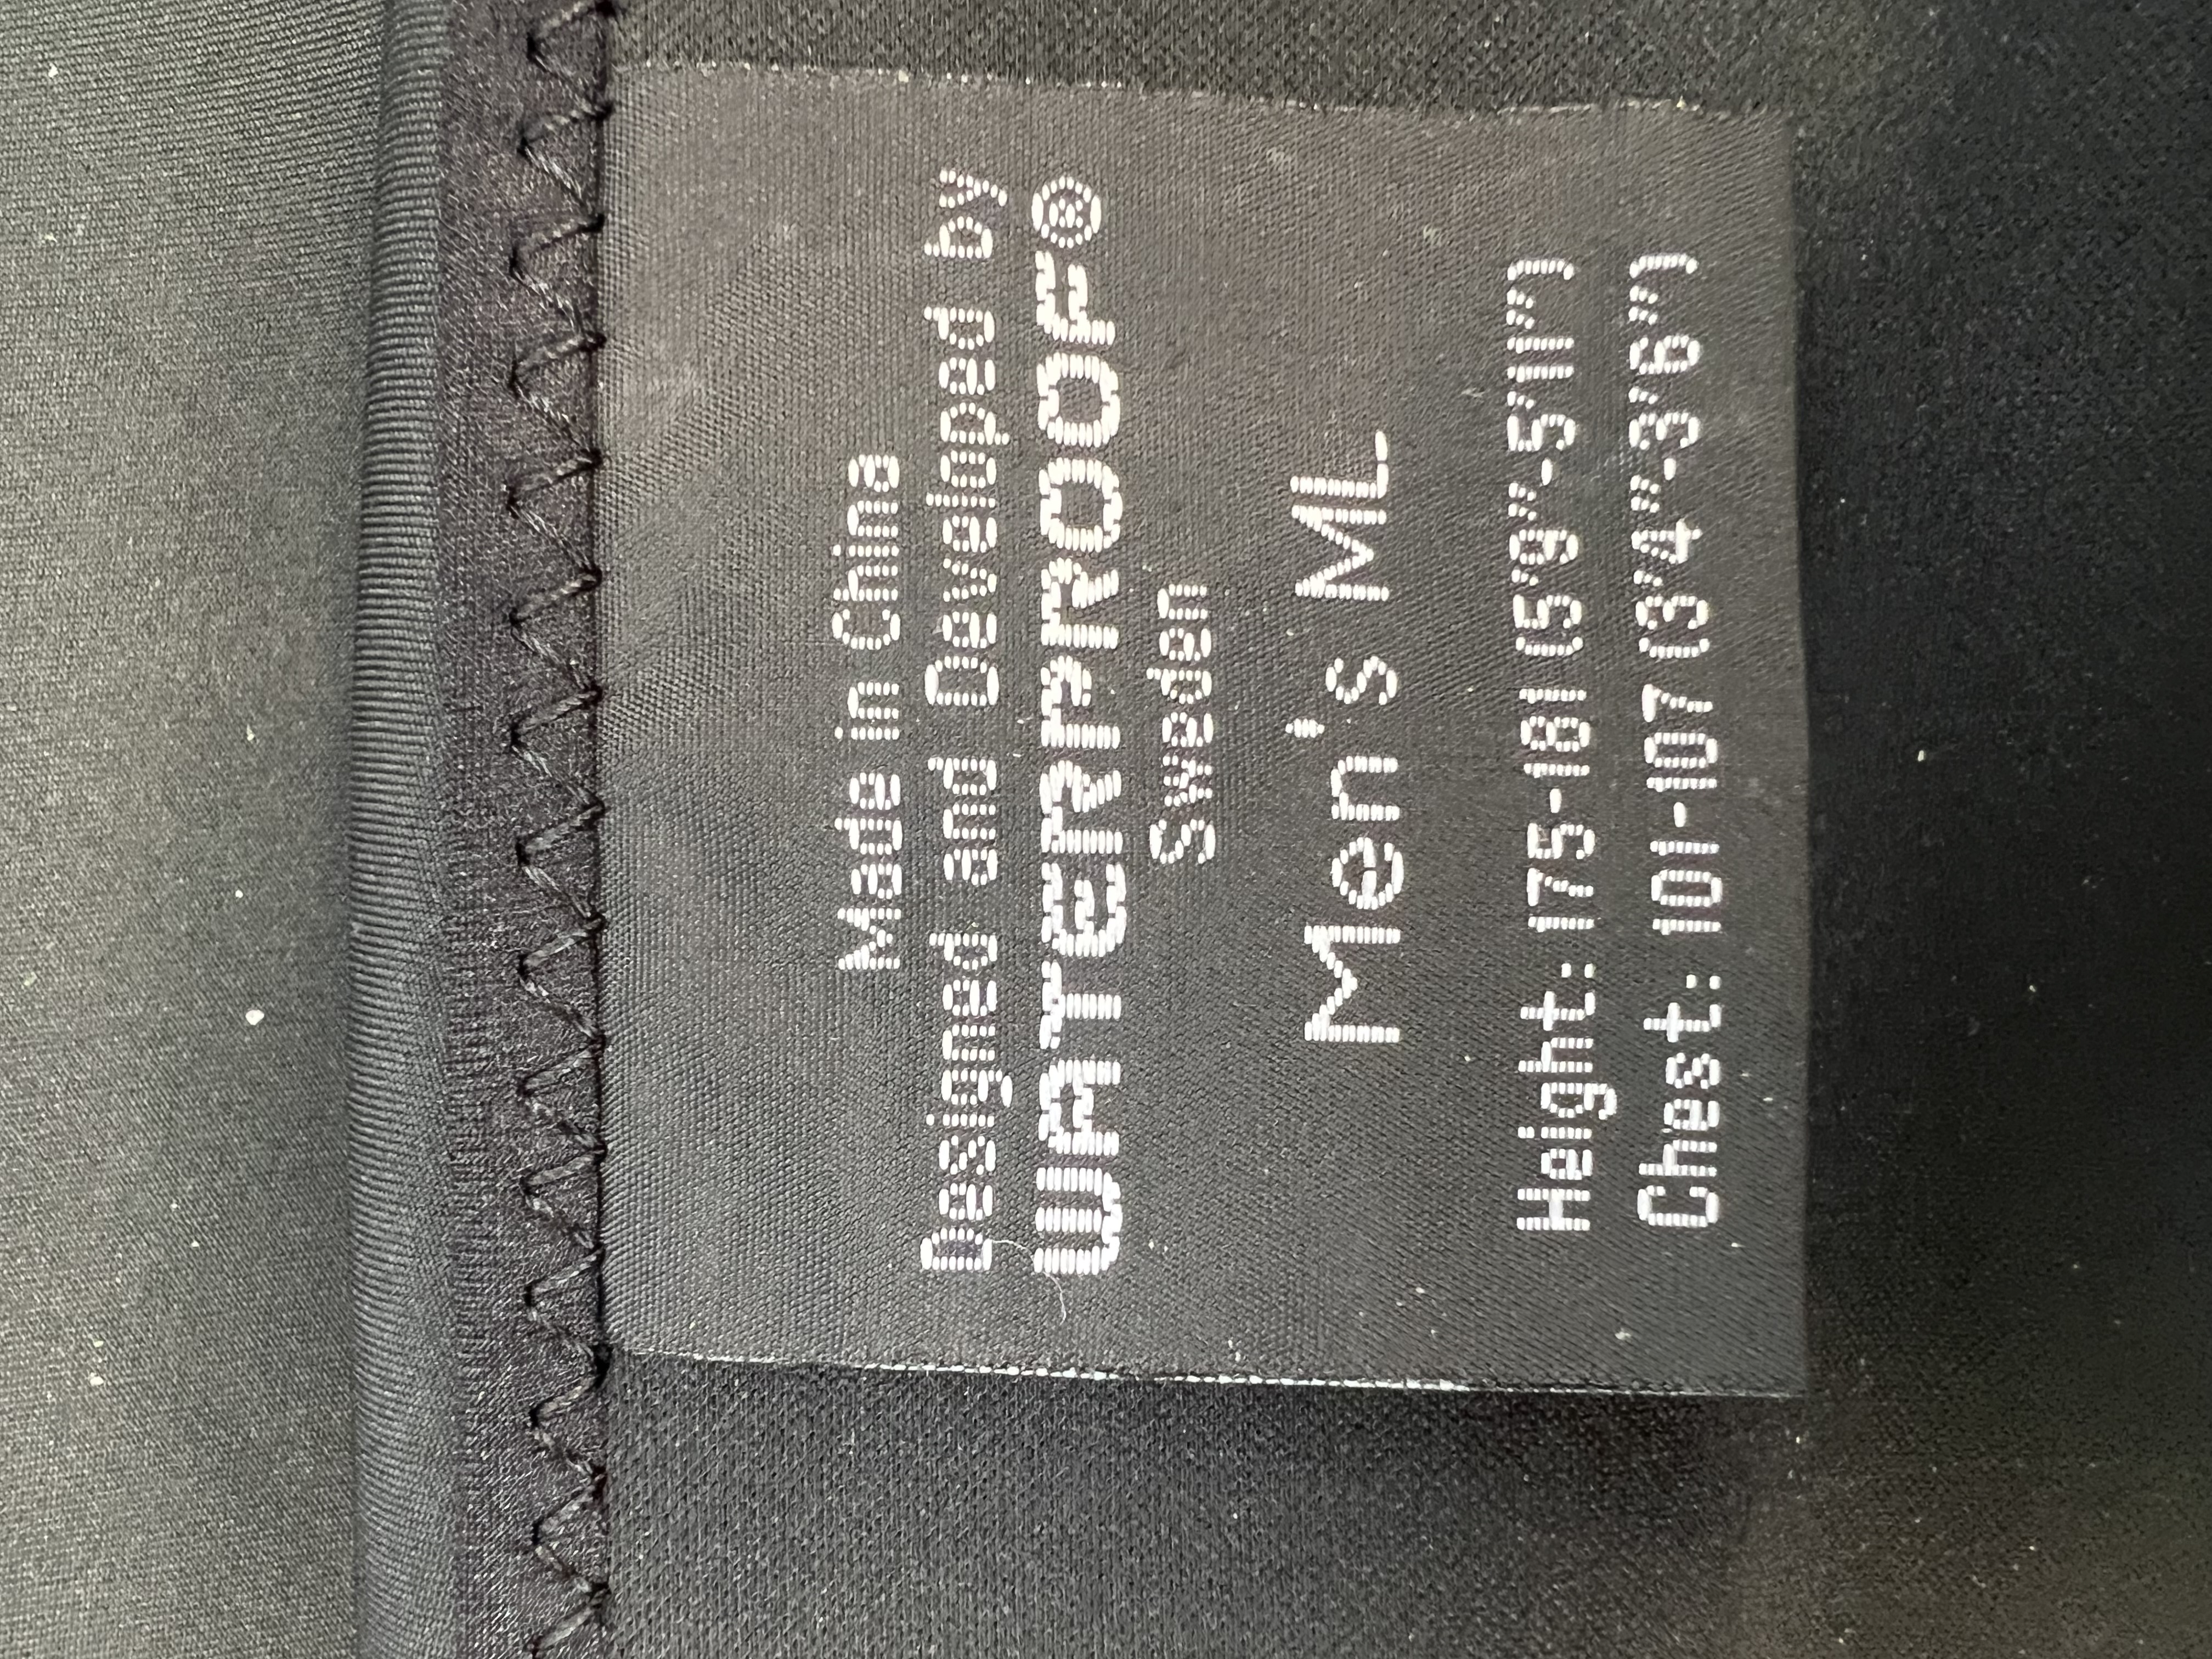 Made in China
Designed and Developed by
WATERPROOF®
Sweden
Men's ML
Height: 175-181 (5'9"-5'11")
Chest: 101-107 (3'4"-3'6")